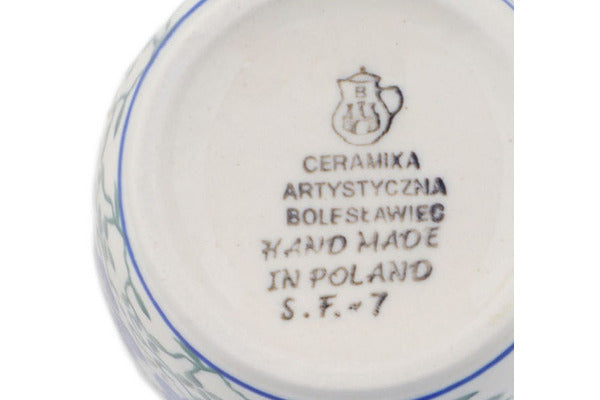 B
CERAMIKA
ARTYSTYCZNA
BOLESŁAWIEC
HAND MADE
IN POLAND
S.F.-7